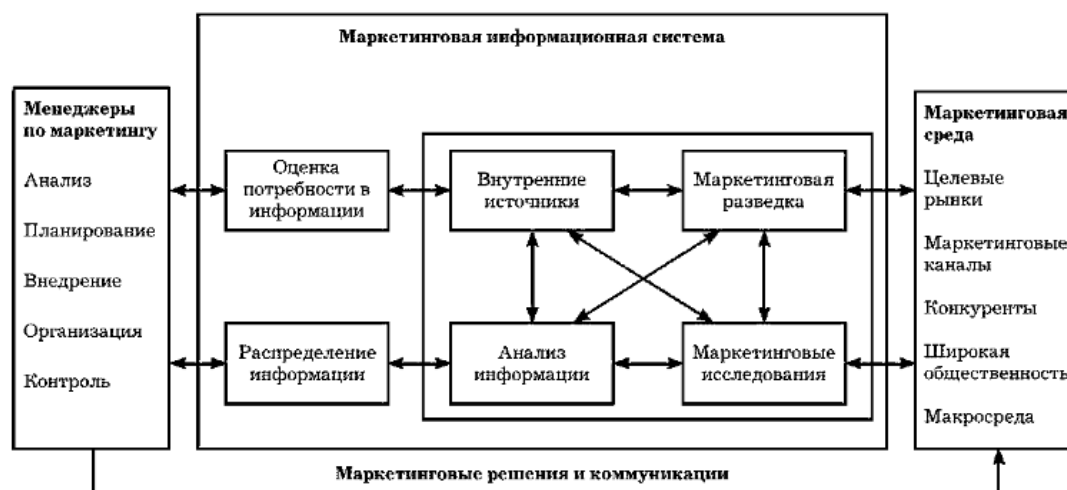 Маркетинговая информационная система
Менеджеры
по маркетингу
Анализ
Планирование
Внедрение
Организация
Контроль
Оценка
потребности в
информации
Распределение
информации
Внутренние
источники
Маркетинговая
разведка
Анализ
информации
Маркетинговые
исследования
Маркетинговая
среда
Целевые
рынки
Маркетинговые
каналы
Конкуренты
Широкая
общественность
Макросреда
Маркетинговые решения и коммуникации